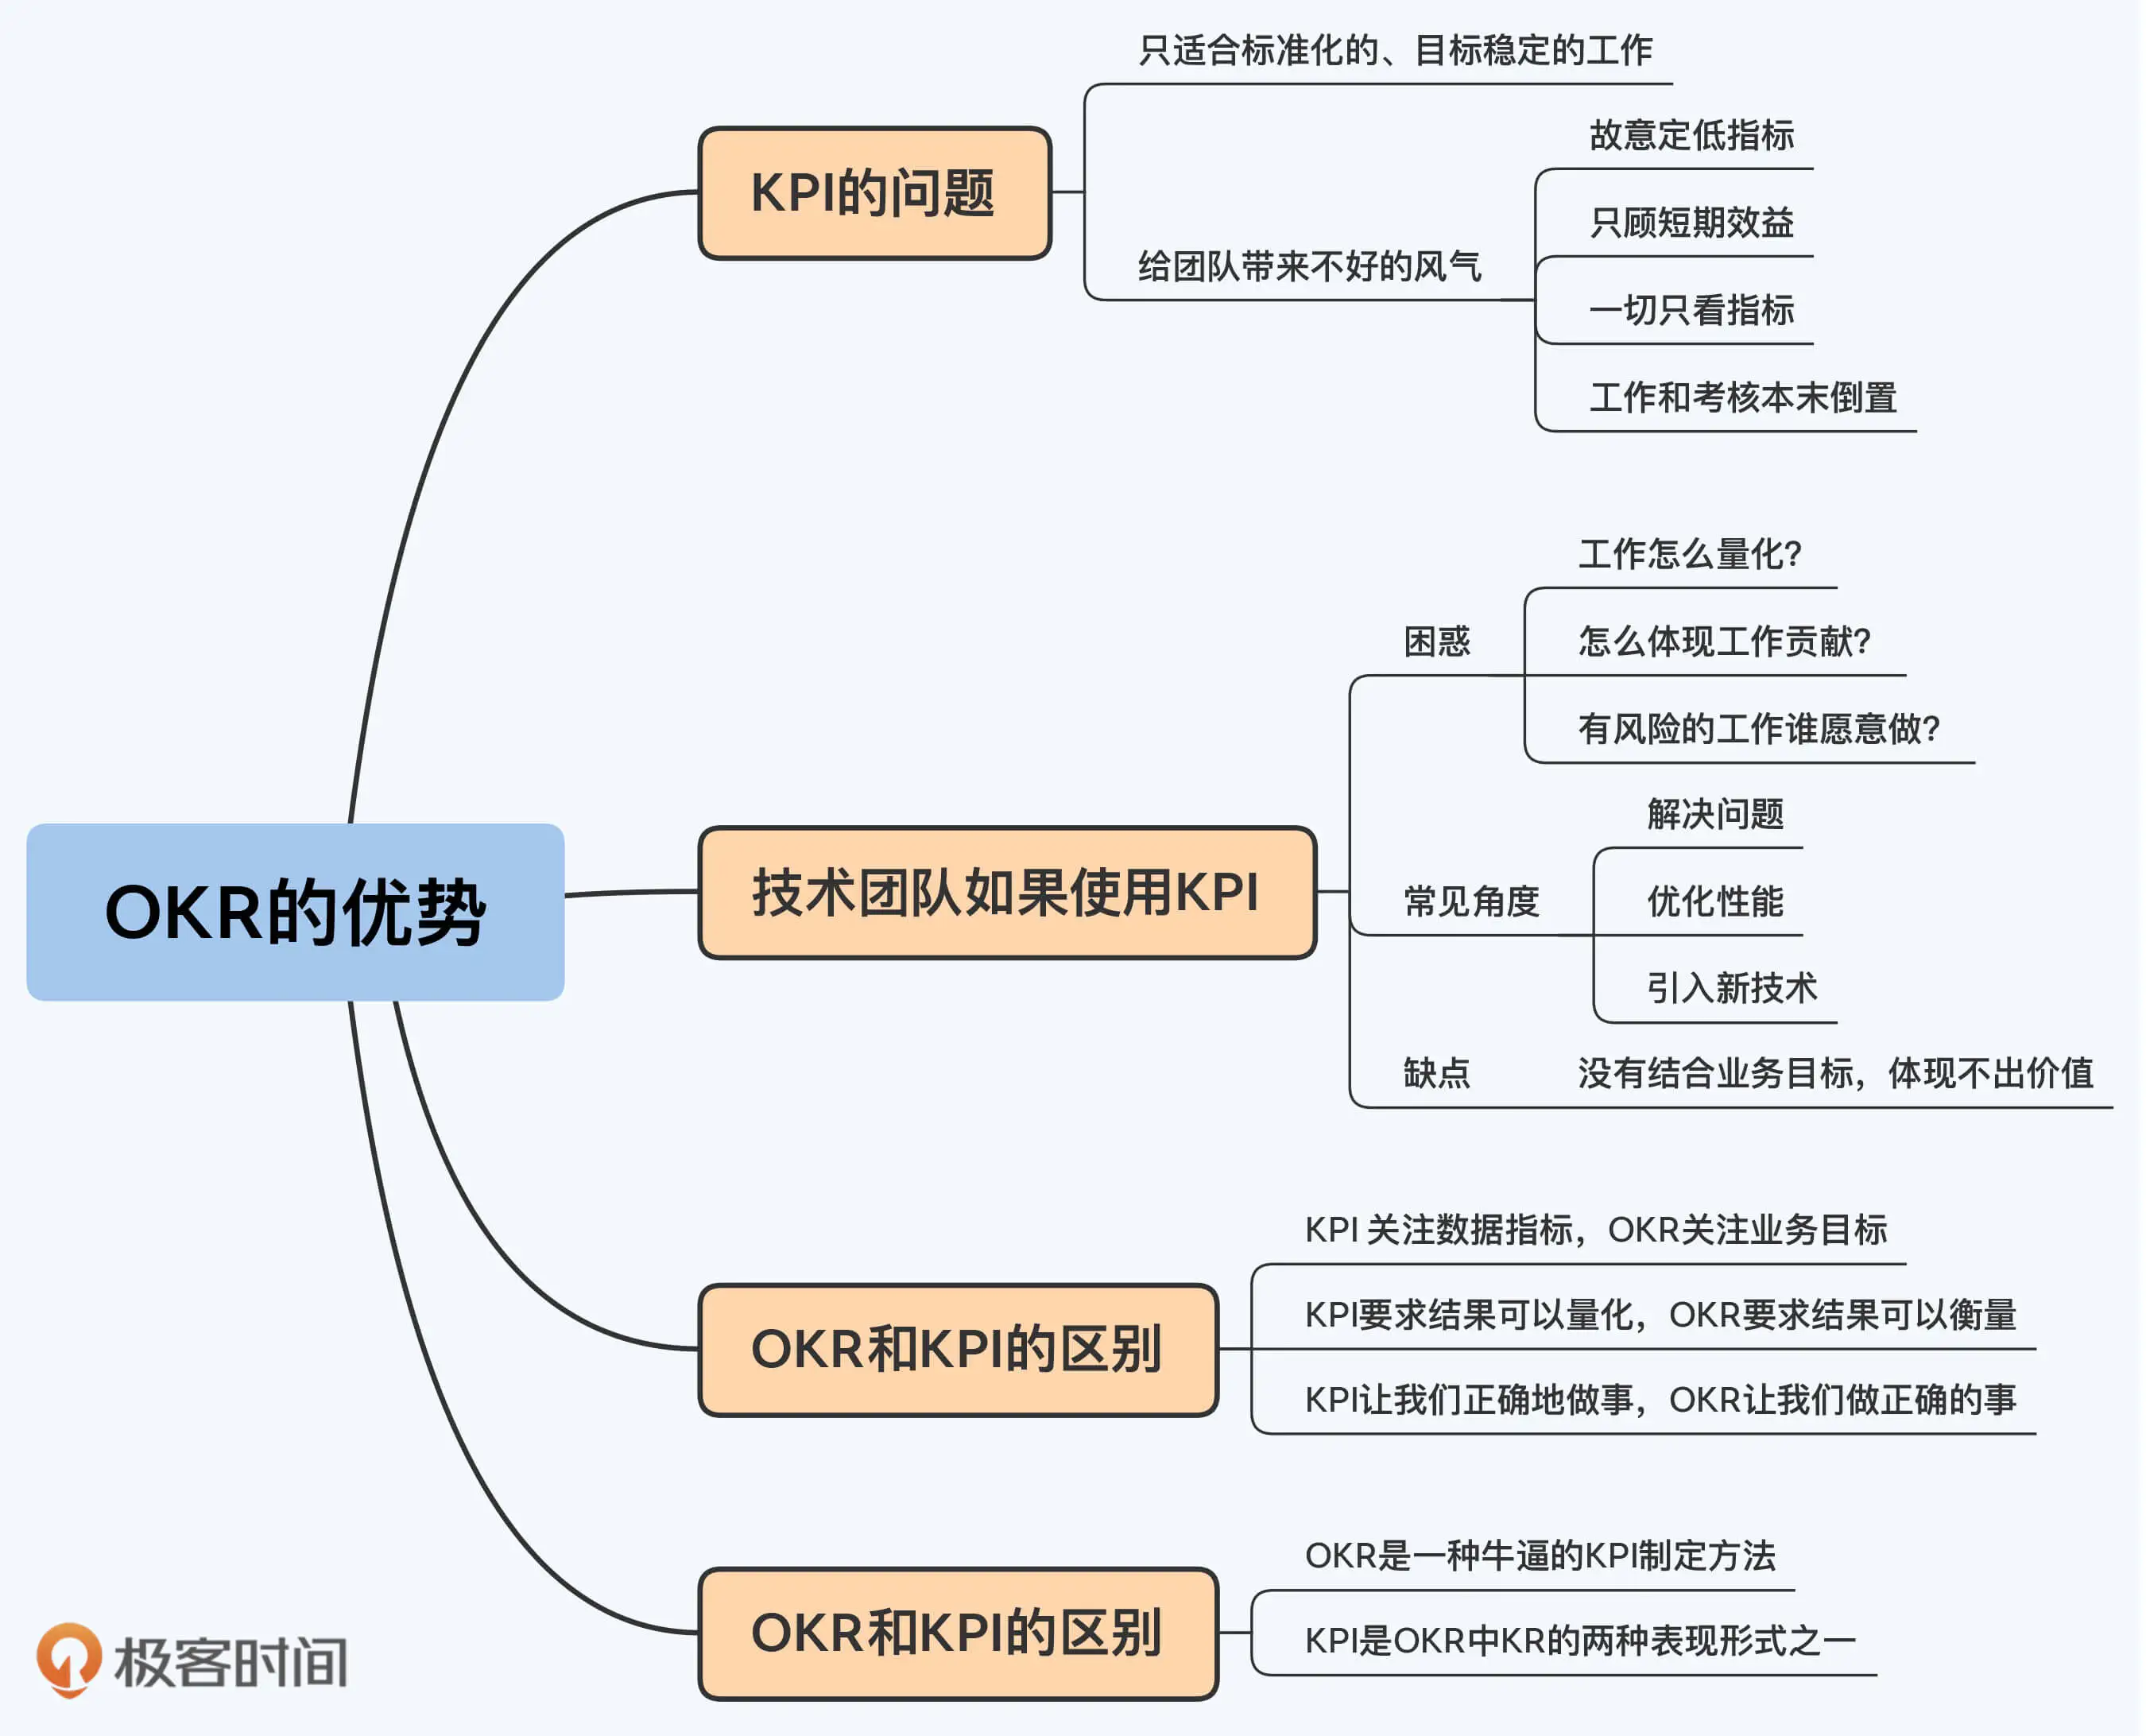 OKR的优势
KPI的问题
只适合标准化的、目标稳定的工作
给团队带来不好的风气
故意定低指标
只顾短期效益
一切只看指标
工作和考核本末倒置
技术团队如果使用KPI
困惑
工作怎么量化?
怎么体现工作贡献?
有风险的工作谁愿意做?
常见角度
解决问题
优化性能
引入新技术
缺点
没有结合业务目标，体现不出价值
OKR和KPI的区别
KPI 关注数据指标，OKR关注业务目标
KPI要求结果可以量化，OKR要求结果可以衡量
KPI让我们正确地做事，OKR让我们做正确的事
OKR和KPI的区别
OKR是一种牛逼的KPI制定方法
KPI是OKR中KR的两种表现形式之一
极客时间